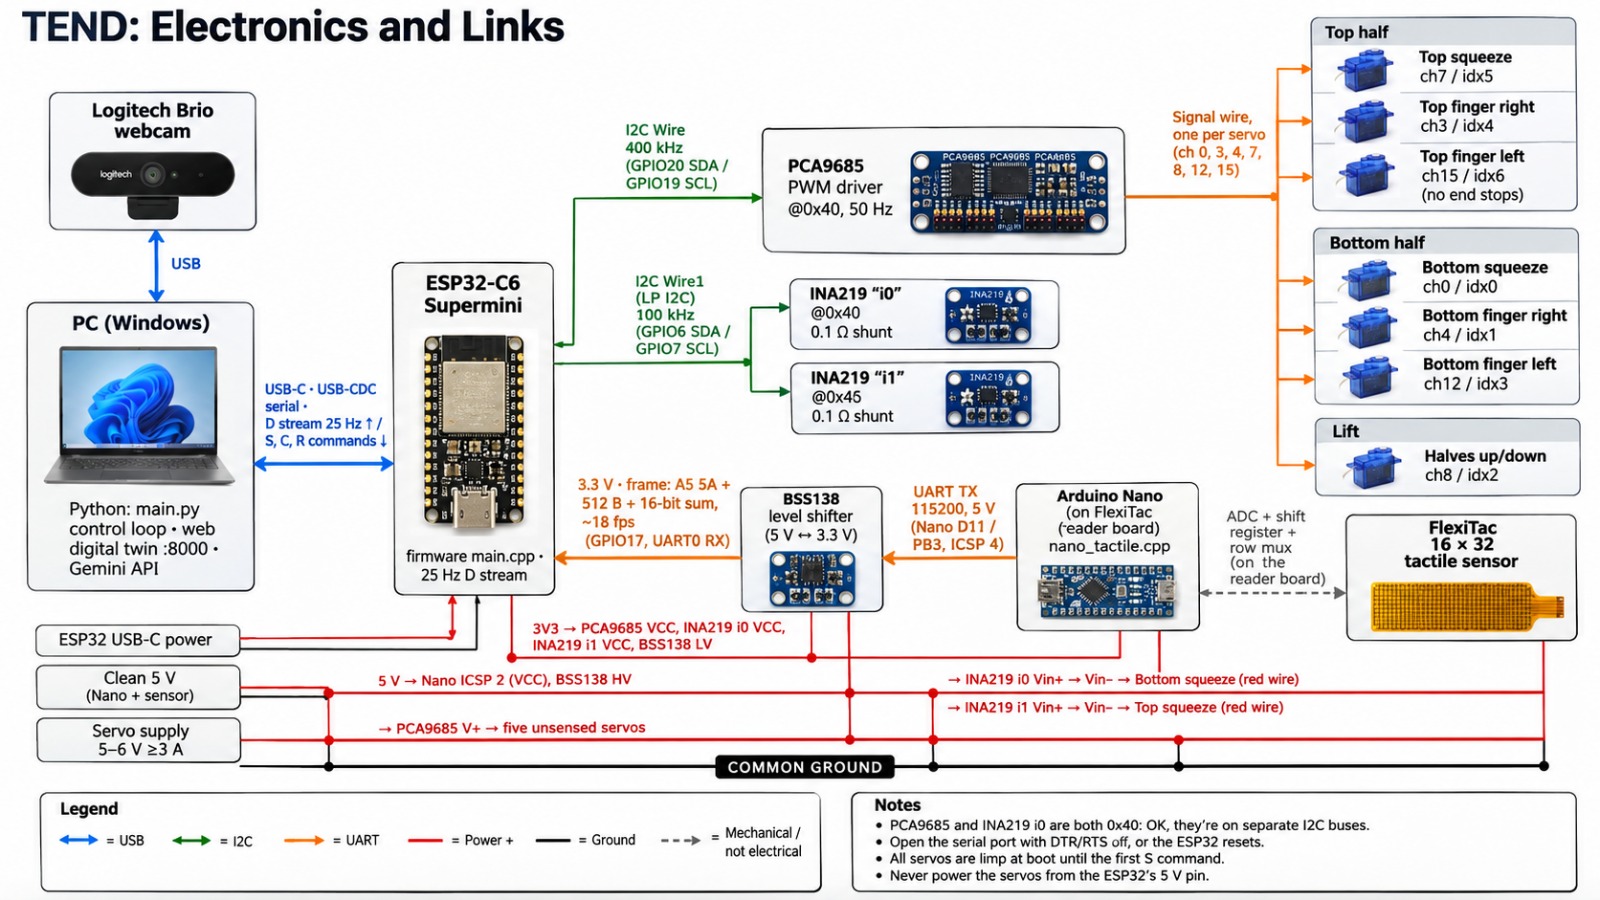 TEND: Electronics and Links
Logitech Brio
webcam
logitech
USB
PC (Windows)
Python: main.py
control loop • web
digital twin :8000 •
Gemini API
USB-C • USB-CDC
serial •
D stream 25 Hz ↑ /
S, C, R commands ↓
ESP32-C6
Supermini
firmware main.cpp •
25 Hz D stream
I2C Wire
400 kHz
(GPIO20 SDA /
GPIO19 SCL)
PCA9685
PWM driver
@0x40, 50 Hz
I2C Wire1
(LP I2C)
100 kHz
(GPIO6 SDA /
GPIO7 SCL)
INA219 “i0”
@0x40
0.1 Ω shunt
INA219
INA219 “i1”
@0x45
0.1 Ω shunt
INA219
Signal wire,
one per servo
(ch 0, 3, 4, 7,
8, 12, 15)
Top half
Top squeeze
ch7 / idx5
Top finger right
ch3 / idx4
Top finger left
ch15 / idx6
(no end stops)
Bottom half
Bottom squeeze
ch0 / idx0
Bottom finger right
ch4 / idx1
Bottom finger left
ch12 / idx3
Lift
Halves up/down
ch8 / idx2
3.3 V • frame: A5 5A +
512 B + 16-bit sum,
~18 fps
(GPIO17, UART0 RX)
BSS138
level shifter
(5 V ↔ 3.3 V)
UART TX
115200, 5 V
(Nano D11 /
PB3, ICSP 4)
Arduino Nano
(on FlexiTac
(reader board)
nano_tactile.cpp
ADC + shift
register +
row mux
(on the
reader board)
FlexiTac
16 × 32
tactile sensor
ESP32 USB-C power
Clean 5 V
(Nano + sensor)
Servo supply
5–6 V ≥3 A
3V3 → PCA9685 VCC, INA219 i0 VCC,
INA219 i1 VCC, BSS138 LV
5 V → Nano ICSP 2 (VCC), BSS138 HV
→ PCA9685 V+ → five unsensed servos
→ INA219 i0 Vin+ → Vin− → Bottom squeeze (red wire)
→ INA219 i1 Vin+ → Vin− → Top squeeze (red wire)
COMMON GROUND
Legend
= USB
= I2C
= UART
= Power +
= Ground
= Mechanical /
not electrical
Notes
• PCA9685 and INA219 i0 are both 0x40: OK, they’re on separate I2C buses.
• Open the serial port with DTR/RTS off, or the ESP32 resets.
• All servos are limp at boot until the first S command.
• Never power the servos from the ESP32’s 5 V pin.